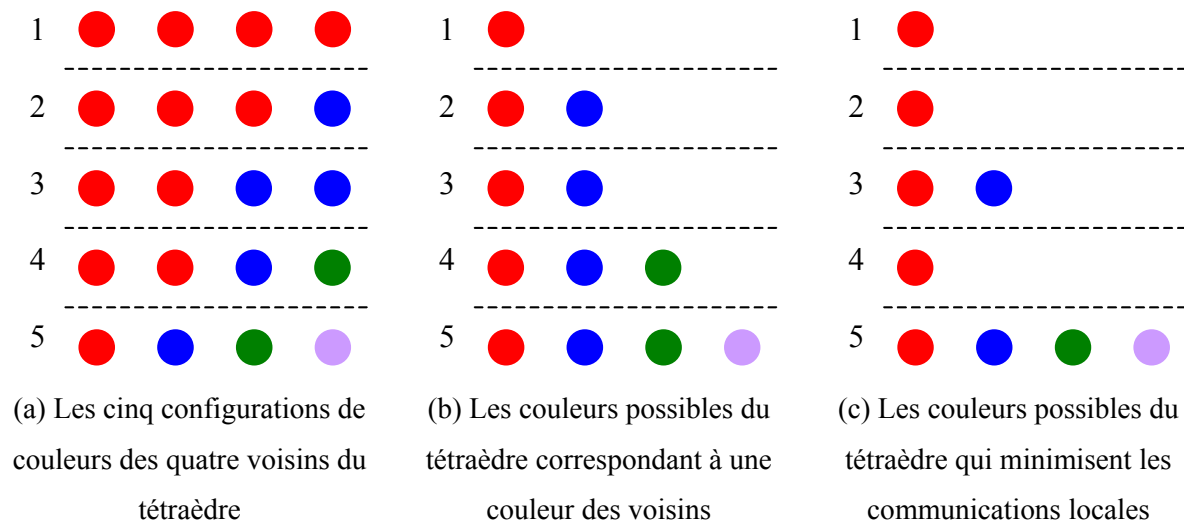 1
2
3
4
5
(a) Les cinq configurations de
couleurs des quatre voisins du
tétraèdre
1
2
3
4
5
(b) Les couleurs possibles du
tétraèdre correspondant à une
couleur des voisins
1
2
3
4
5
(c) Les couleurs possibles du
tétraèdre qui minimisent les
communications locales